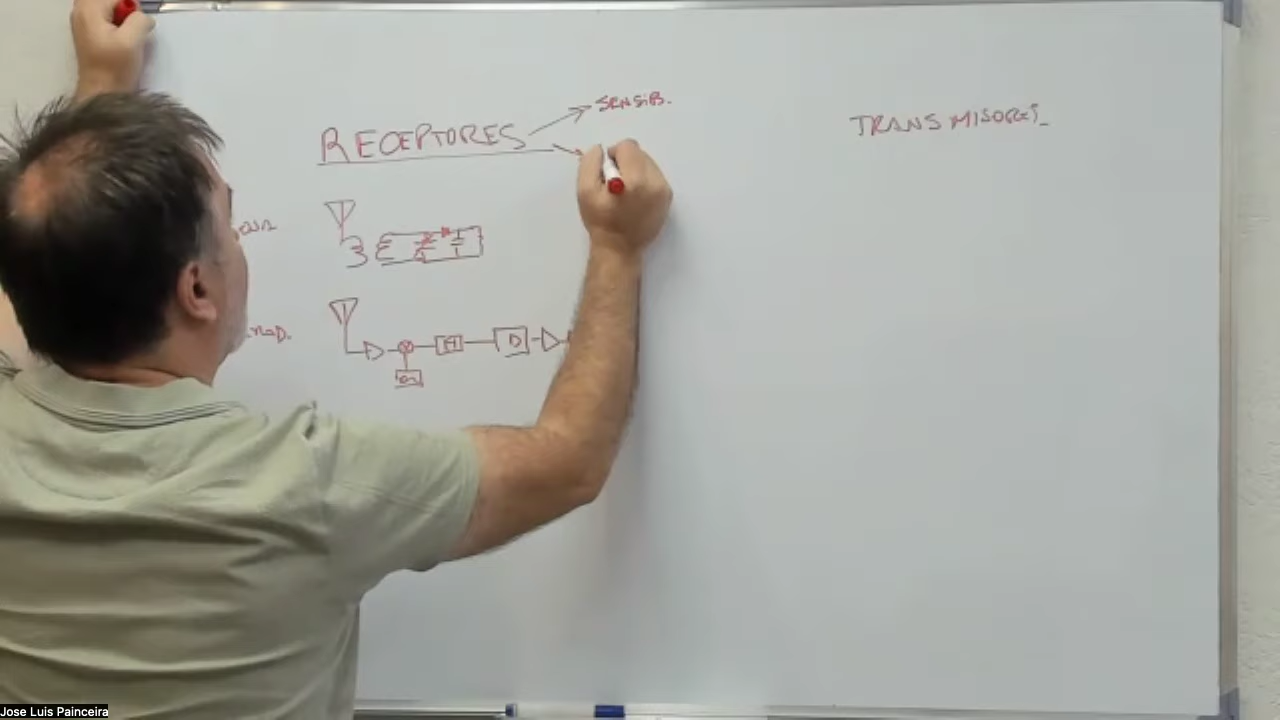 SENSIB.
RECEPTORES
TRANSMISORES
D
Jose Luis Painceira